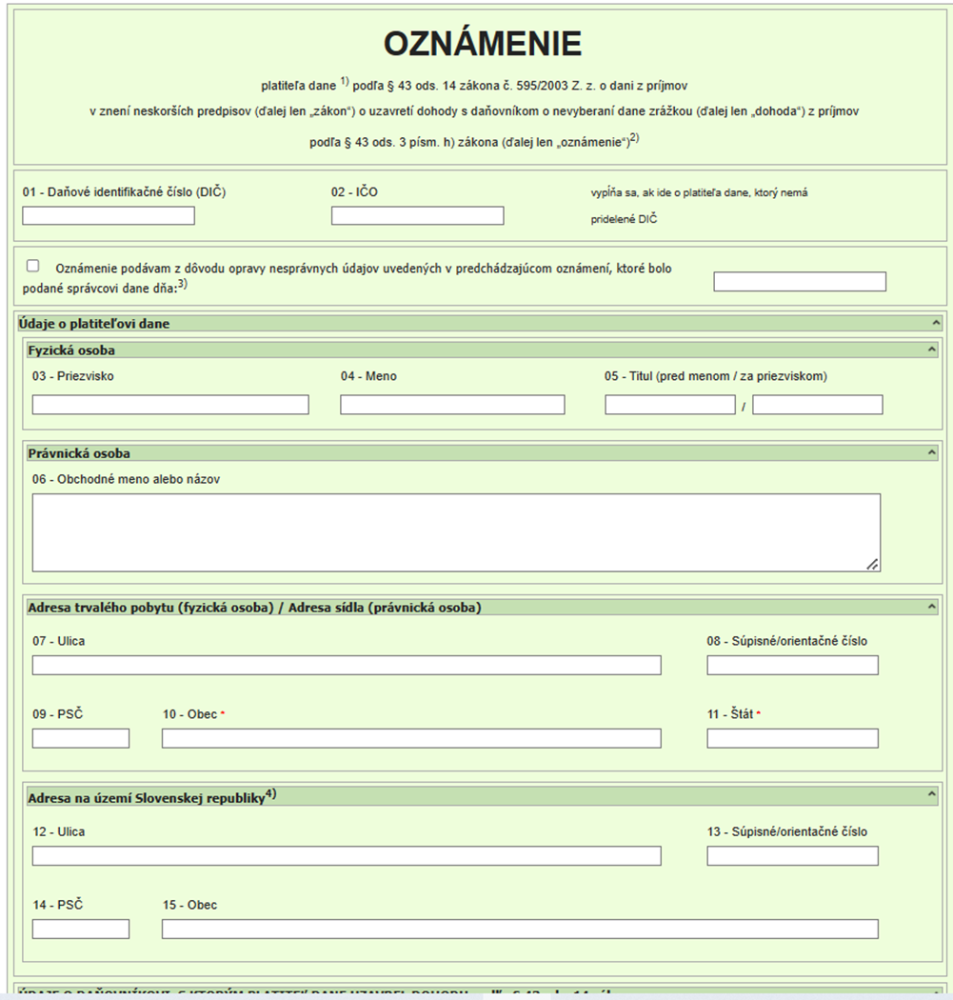 OZNÁMENIE
platiteľa dane 1) podľa § 43 ods. 14 zákona č. 595/2003 Z. z. o dani z príjmov
v znení neskorších predpisov (ďalej len „zákon“) o uzavretí dohody s daňovníkom o nevyberaní dane zrážkou (ďalej len „dohoda“) z príjmov
podľa § 43 ods. 3 písm. h) zákona (ďalej len „oznámenie“)2)
01 - Daňové identifikačné číslo (DIČ)
02 - IČO
vypĺňa sa, ak ide o platiteľa dane, ktorý nemá
pridelené DIČ
Oznámenie podávam z dôvodu opravy nesprávnych údajov uvedených v predchádzajúcom oznámení, ktoré bolo
podané správcovi dane dňa:3)
Údaje o platiteľovi dane
Fyzická osoba
03 - Priezvisko
04 - Meno
05 - Titul (pred menom / za priezviskom)
/
Právnická osoba
06 - Obchodné meno alebo názov
Adresa trvalého pobytu (fyzická osoba) / Adresa sídla (právnická osoba)
07 - Ulica
08 - Súpisné/orientačné číslo
09 - PSČ
10 - Obec *
11 - Štát *
Adresa na území Slovenskej republiky4)
12 - Ulica
13 - Súpisné/orientačné číslo
14 - PSČ
15 - Obec
ÚDAJE O DAŇOVNÍKOVI, S KTORÝM PLATITEĽ DANE UZAVREL DOHODU podľa § 43 ods. 14